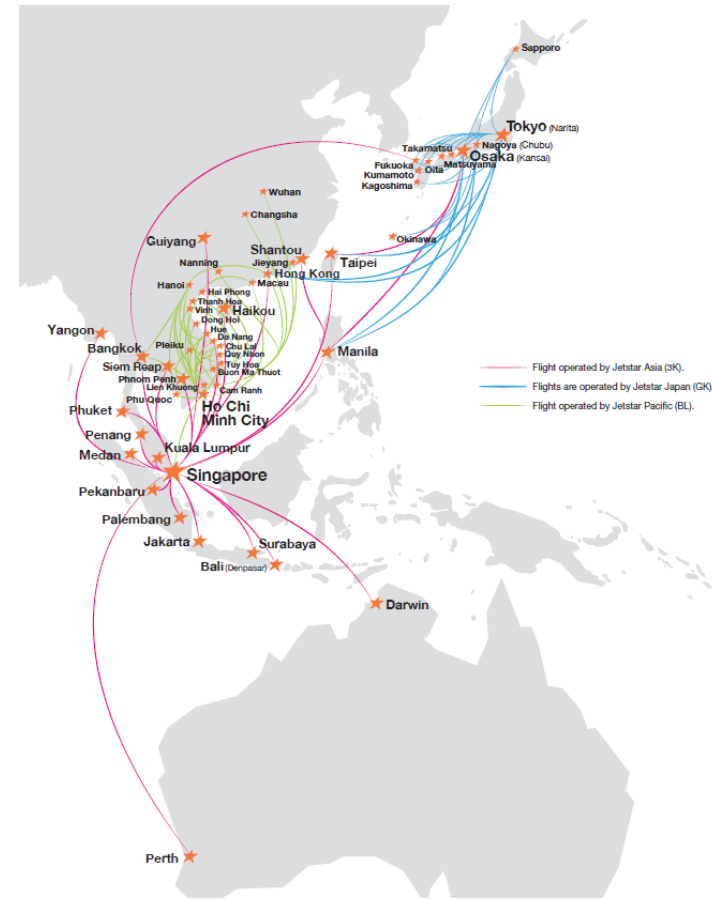 Sapporo
Tokyo (Narita)
Takamatsu
Nagoya (Chubu)
Osaka (Kansai)
Fukuoka
Oita
Matsuyama
Kumamoto
Kagoshima
Wuhan
Changsha
Guiyang
Shantou
Okinawa
Nanning
Jieyang
Taipei
Hong Kong
Hanoi
Macau
Hai Phong
Thanh Hoa
Vinh
Haikou
Dong Hoi
Yangon
Hue
Da Nang
Bangkok
Pleiku
Chu Lai
Manila
Quy Nhon
Siem Reap
Tuy Hoa
Flight operated by Jetstar Asia (3K).
Phnom Penh
Buon Ma Thuot
Lien Khuong
Cam Ranh
Flights are operated by Jetstar Japan (GK)
Phu Quoc
Ho Chi
Minh City
Flight operated by Jetstar Pacific (BL).
Phuket
Penang
Kuala Lumpur
Medan
Singapore
Pekanbaru
Palembang
Jakarta
Surabaya
Bali (Denpasar)
Darwin
Perth